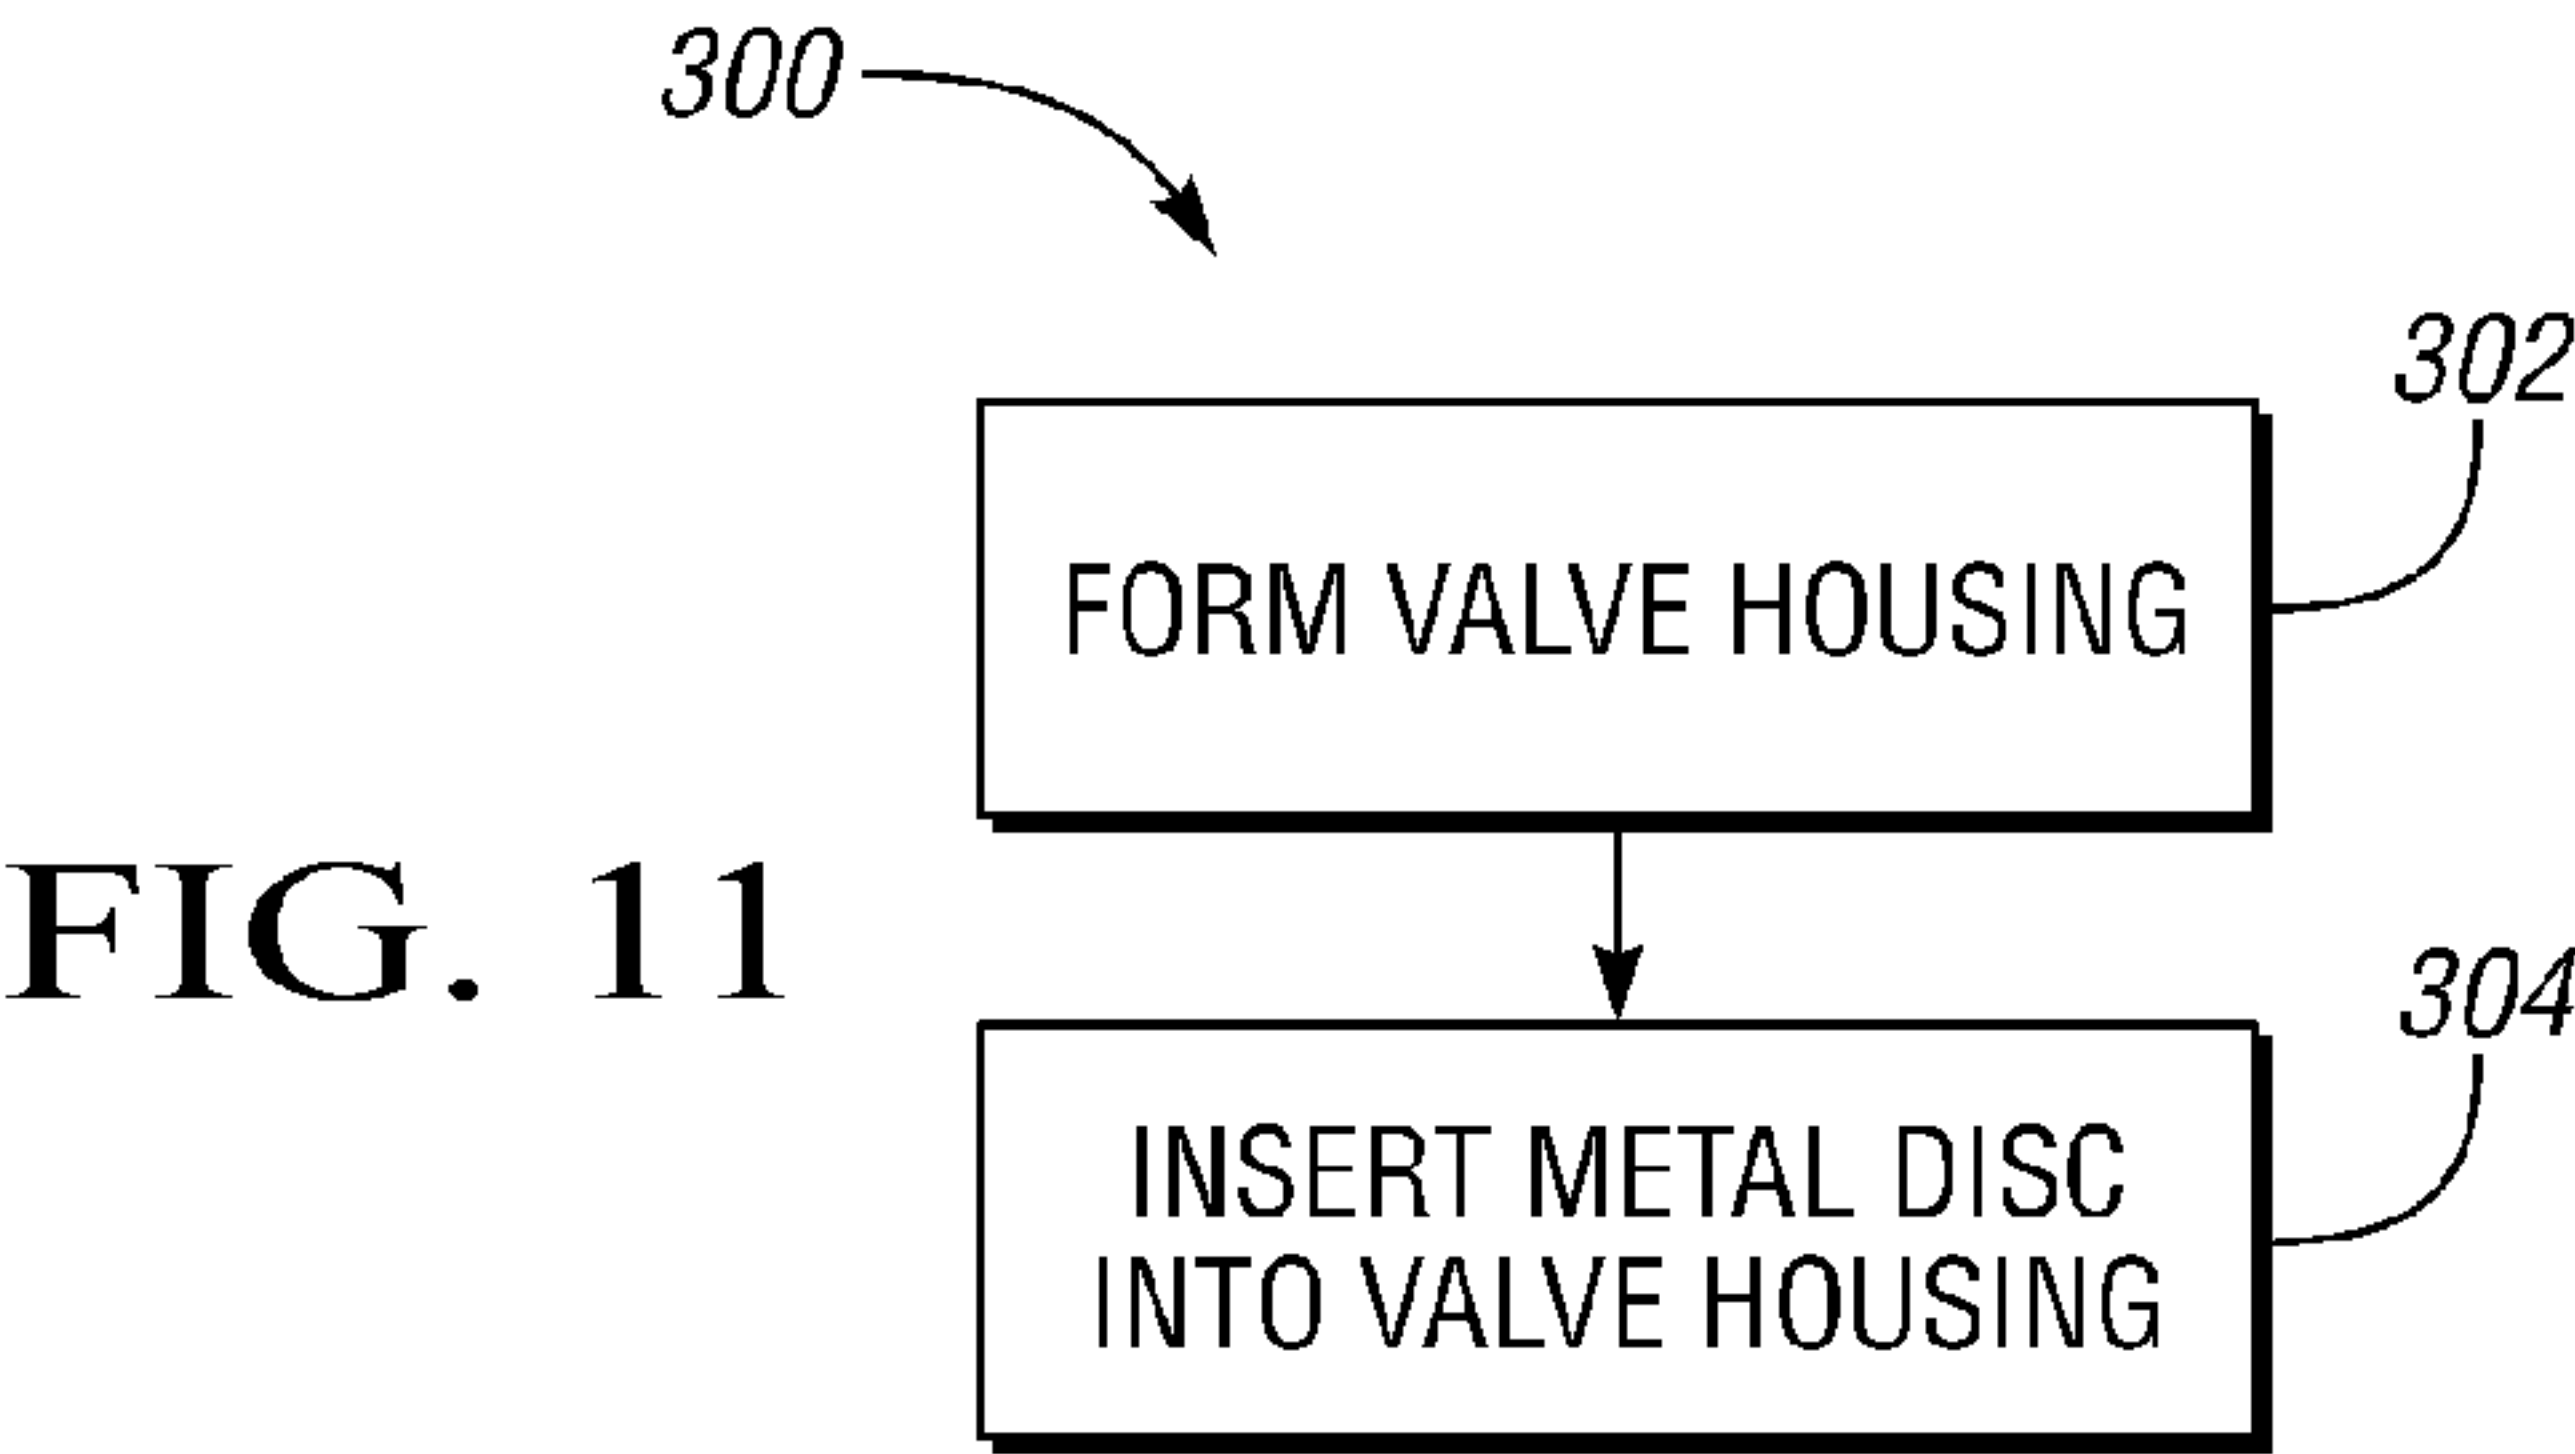 300
302
FORM VALVE HOUSING
FIG. 11
304
INSERT METAL DISC
INTO VALVE HOUSING